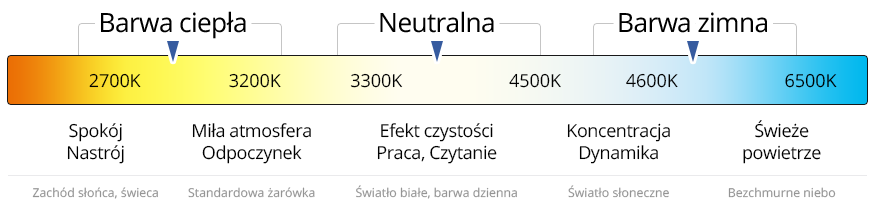 Barwa ciepła Neutralna Barwa zimna
2700K 3200K 3300K 4500K 4600K 6500K
Spokój Miła atmosfera Efekt czystości Koncentracja Świeże
Nastrój Odpoczynek Praca, Czytanie Dynamika powietrze
Zachód słońca, świeca Standardowa żarówka Światło białe, barwa dzienna Światło słoneczne Bezchmurne niebo